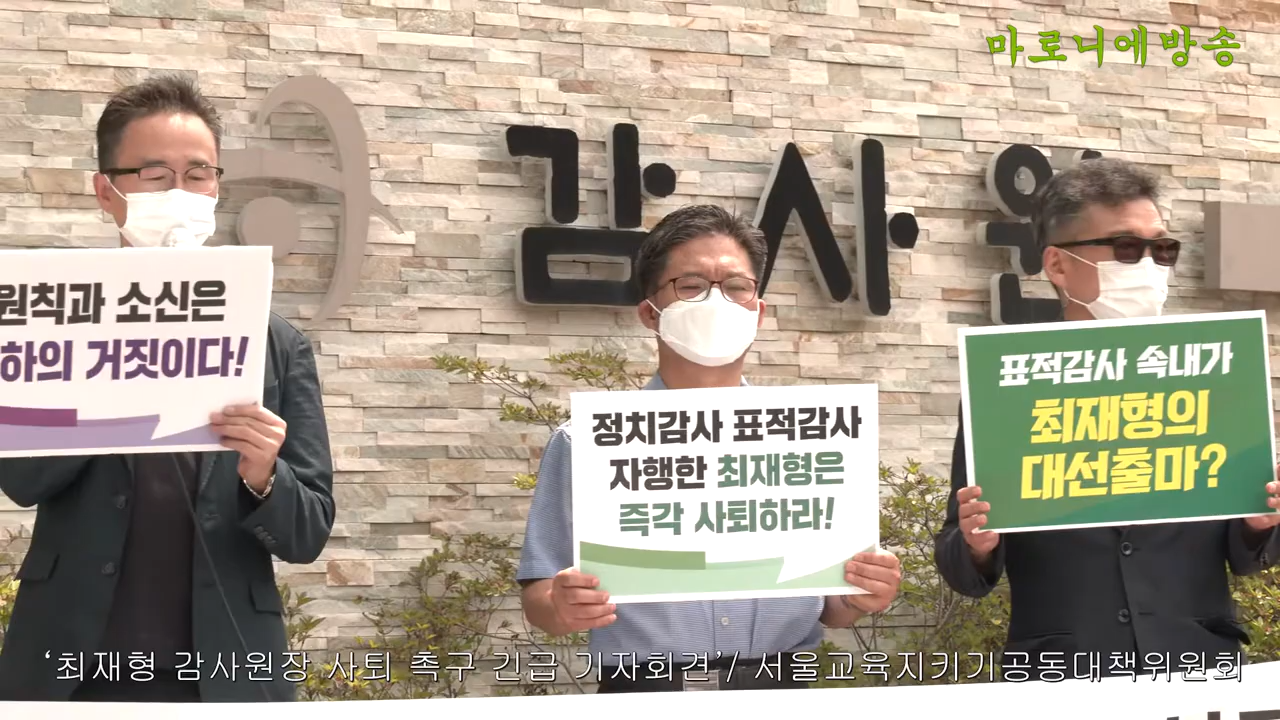 마로니에방송
감사원
원칙과 소신은
하의 거짓이다!
정치감사 표적감사
자행한 최재형은
즉각 사퇴하라!
표적감사 속내가
최재형의
대선출마?
‘최재형 감사원장 사퇴 촉구 긴급 기자회견’/ 서울교육지키기공동대책위원회